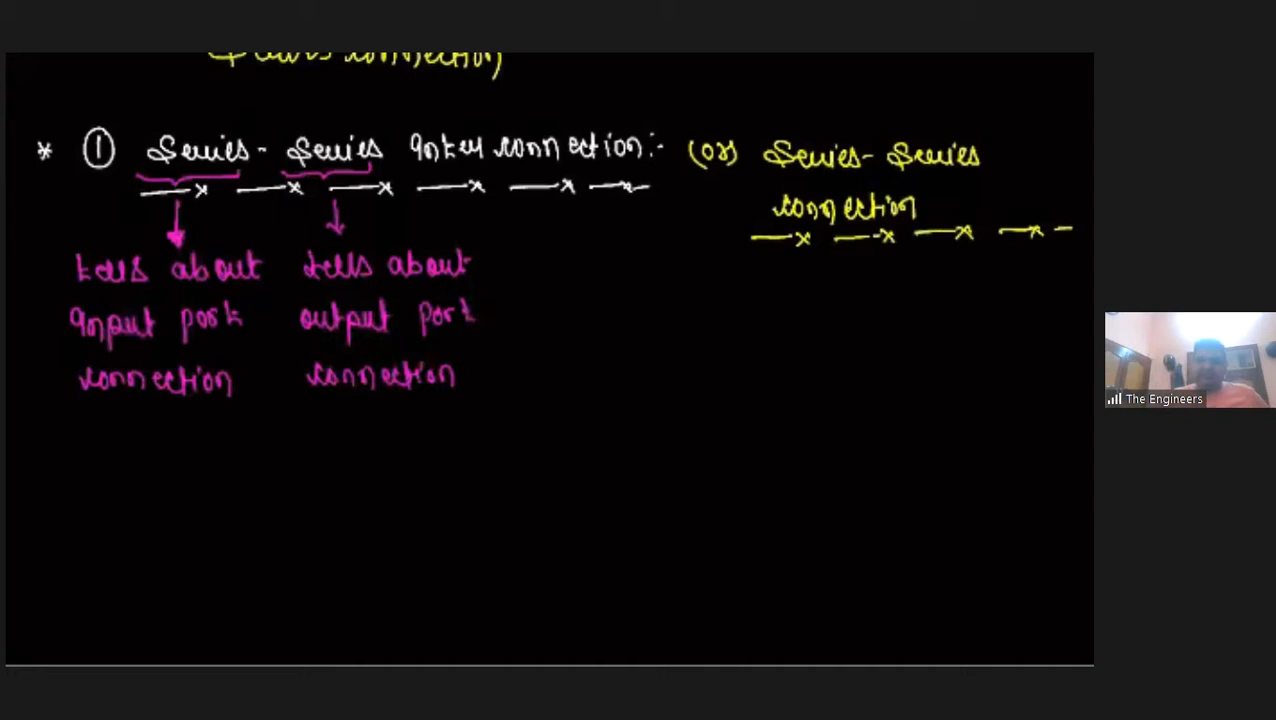 connection
* ① Series - Series Inter connection :- (or) Series - Series
connection
tells about tells about
Input port output port
connection connection
The Engineers